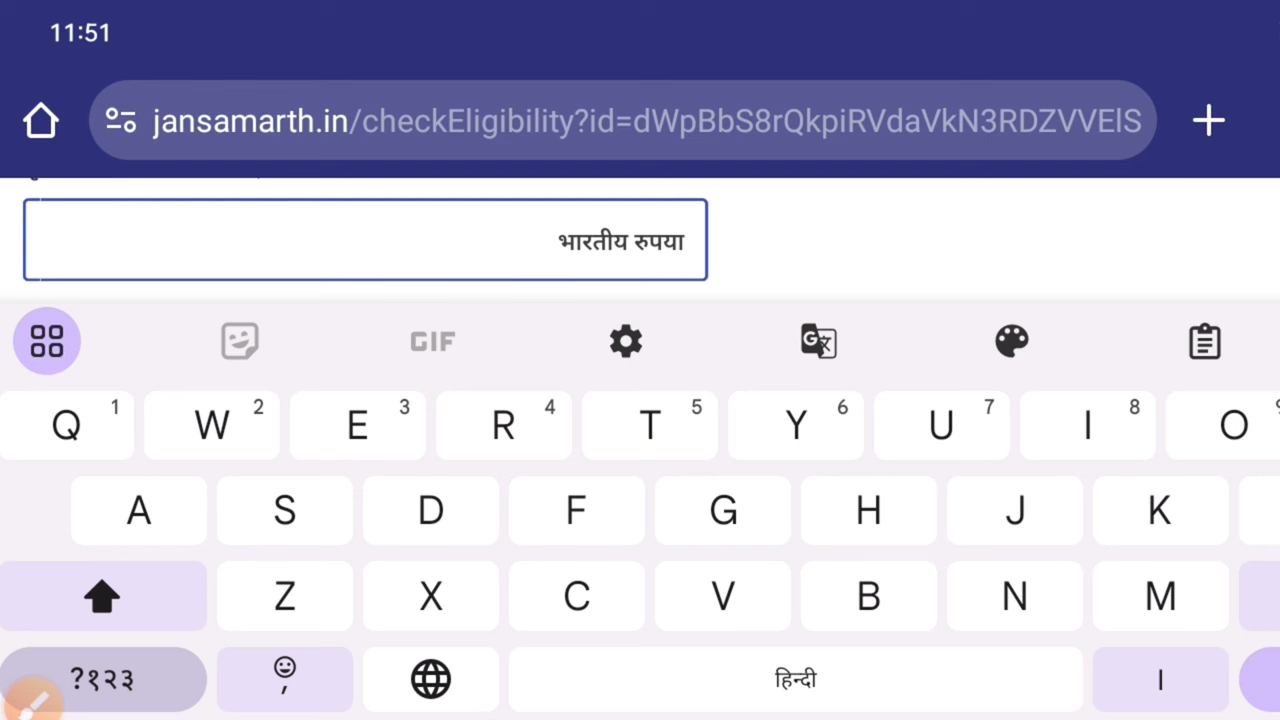 11:51
jansamarth.in/checkEligibility?id=dWpBbS8rQkpiRVdaVkN3RDZVVElS
भारतीय रुपया
GIF
Q 1 W 2 E 3 R 4 T 5 Y 6 U 7 I 8 O
A S D F G H J K
Z X C V B N M
?१२३ , हिन्दी ।